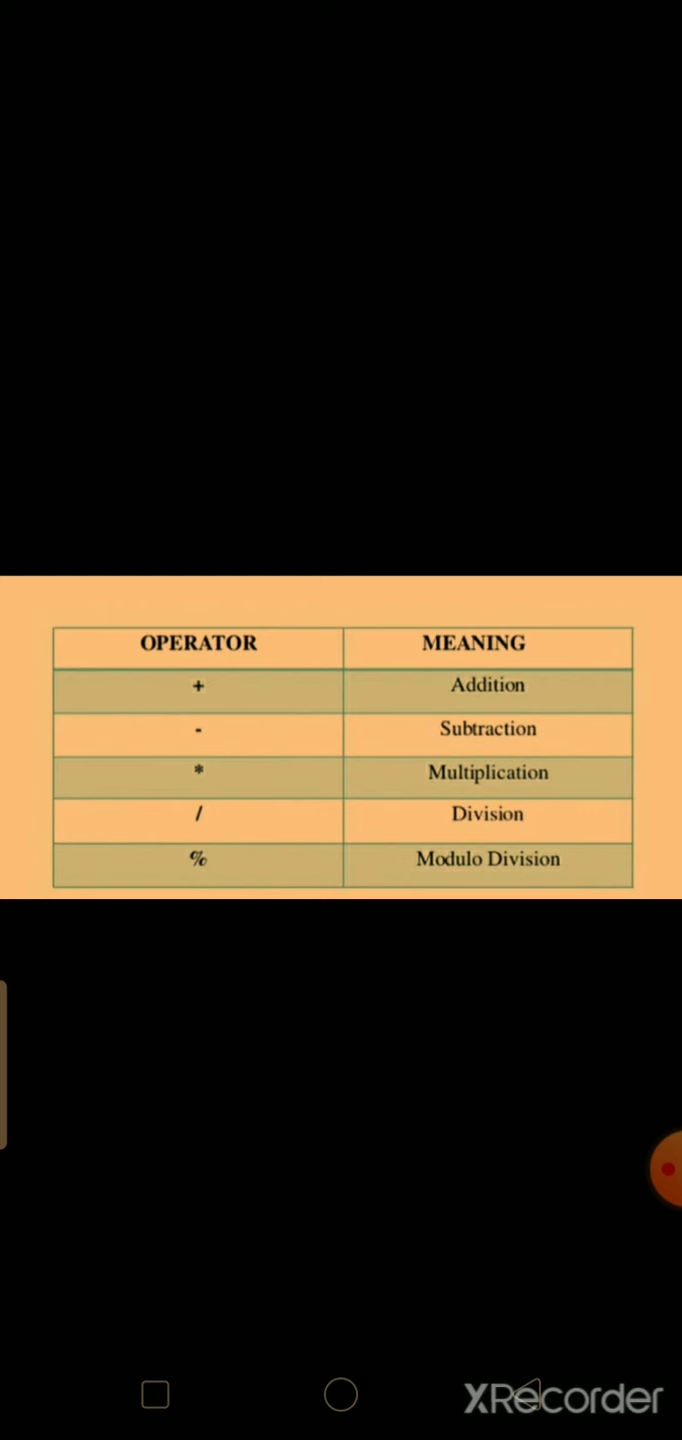 OPERATOR MEANING
+ Addition
- Subtraction
* Multiplication
/ Division
% Modulo Division
XRecorder